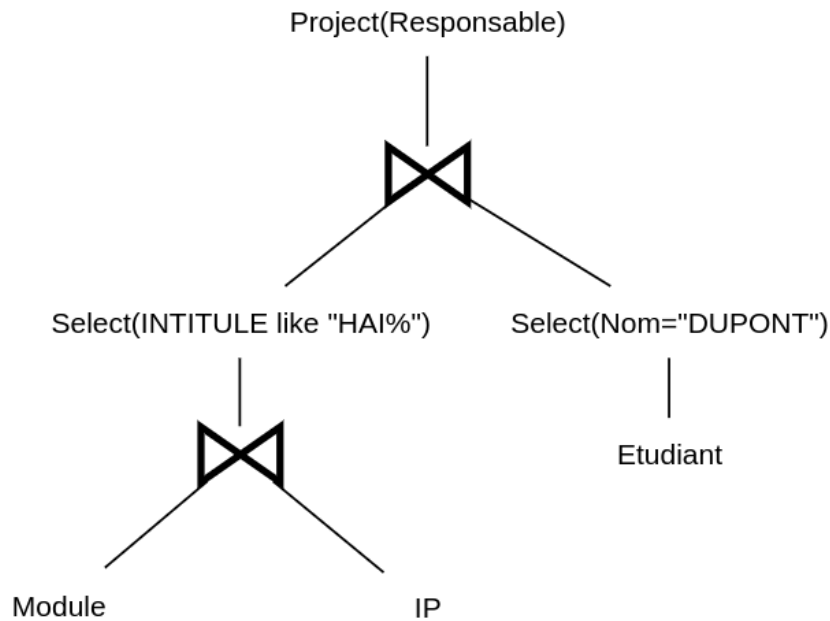 Project(Responsable)
Select(INTITULE like "HAI%")
Select(Nom="DUPONT")
Etudiant
Module
IP